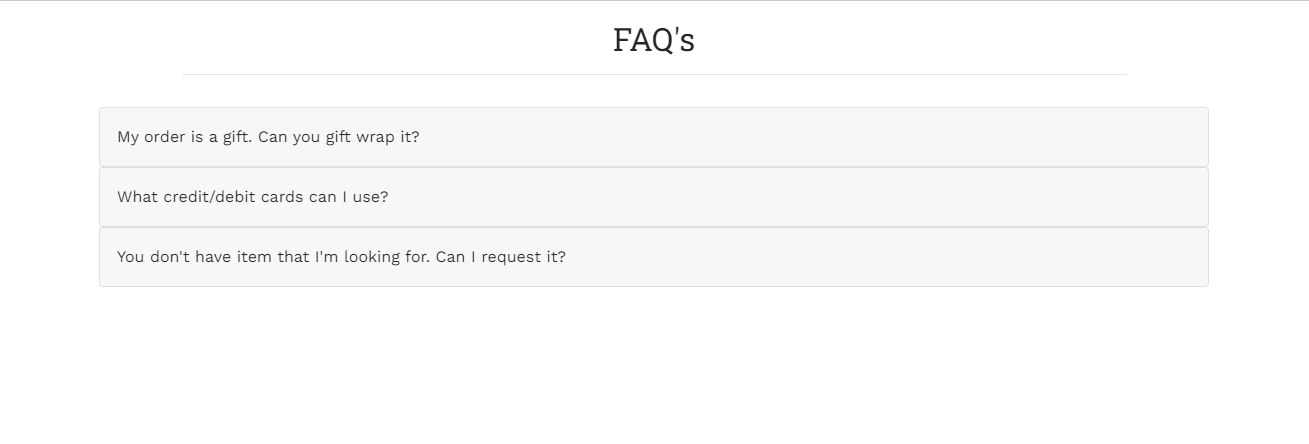 FAQ's
My order is a gift. Can you gift wrap it?
What credit/debit cards can I use?
You don't have item that I'm looking for. Can I request it?